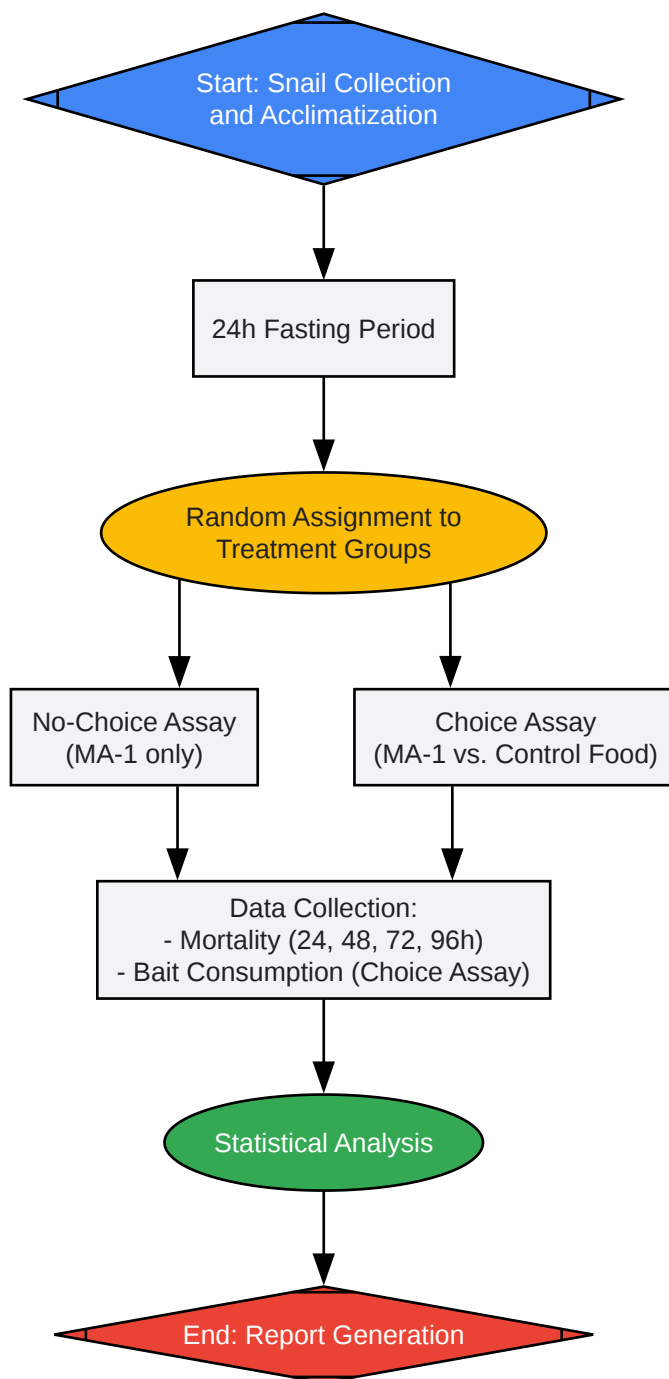 Start: Snail Collection
and Acclimatization
24h Fasting Period
Random Assignment to
Treatment Groups
No-Choice Assay
(MA-1 only)
Choice Assay
(MA-1 vs. Control Food)
Data Collection:
- Mortality (24, 48, 72, 96h)
- Bait Consumption (Choice Assay)
Statistical Analysis
End: Report Generation